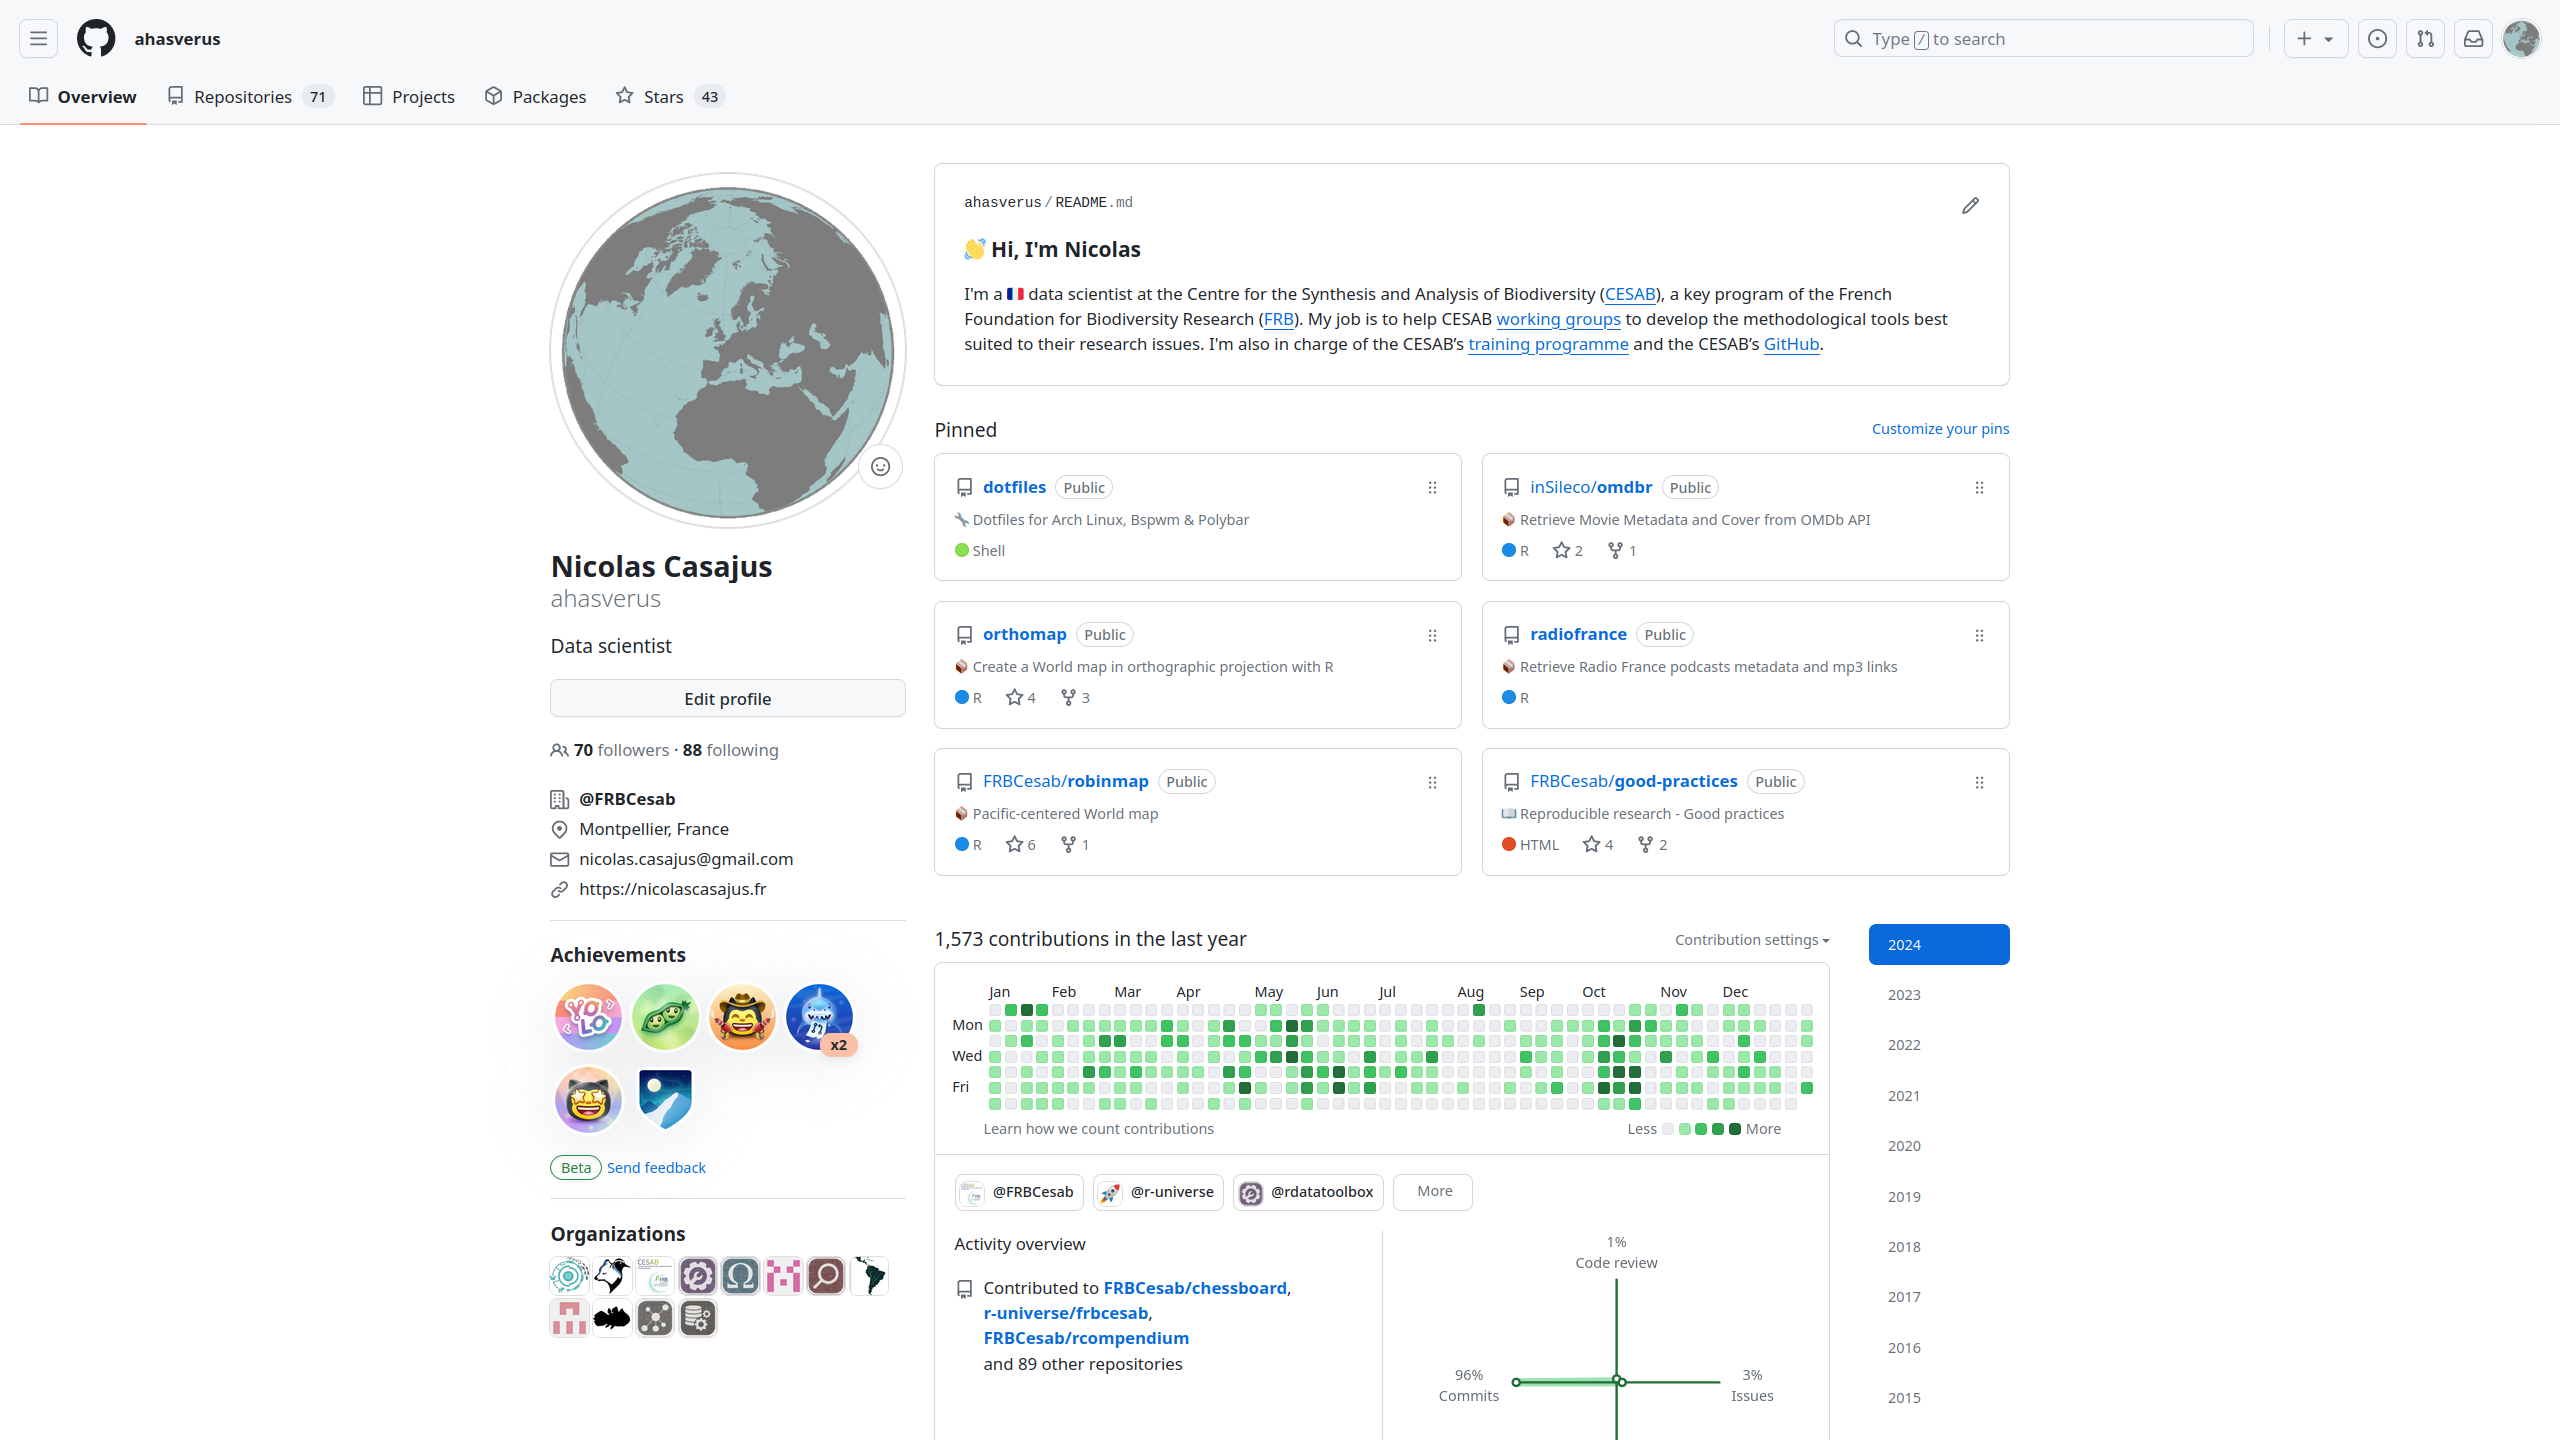 ahasverus
Type / to search
Overview
Repositories 71
Projects
Packages
Stars 43
ahasverus / README.md
👋 Hi, I'm Nicolas
I'm a 🇫🇷 data scientist at the Centre for the Synthesis and Analysis of Biodiversity (CESAB), a key program of the French
Foundation for Biodiversity Research (FRB). My job is to help CESAB working groups to develop the methodological tools best
suited to their research issues. I'm also in charge of the CESAB’s training programme and the CESAB’s GitHub.
Nicolas Casajus
ahasverus
Data scientist
Edit profile
70 followers · 88 following
@FRBCesab
Montpellier, France
nicolas.casajus@gmail.com
https://nicolascasajus.fr
Achievements
YOLO
x2
Beta Send feedback
Organizations
CESAB
Pinned
Customize your pins
dotfiles Public
🔧 Dotfiles for Arch Linux, Bspwm & Polybar
Shell
inSileco/omdbr Public
📦 Retrieve Movie Metadata and Cover from OMDb API
R 2 1
orthomap Public
📦 Create a World map in orthographic projection with R
R 4 3
radiofrance Public
📦 Retrieve Radio France podcasts metadata and mp3 links
R
FRBCesab/robinmap Public
📦 Pacific-centered World map
R 6 1
FRBCesab/good-practices Public
📖 Reproducible research - Good practices
HTML 4 2
1,573 contributions in the last year
Contribution settings
Jan Feb Mar Apr May Jun Jul Aug Sep Oct Nov Dec
Mon
Wed
Fri
Learn how we count contributions
Less More
@FRBCesab
@r-universe
@rdatatoolbox
More
Activity overview
Contributed to FRBCesab/chessboard,
r-universe/frbcesab,
FRBCesab/rcompendium
and 89 other repositories
1%
Code review
96%
Commits
3%
Issues
2024
2023
2022
2021
2020
2019
2018
2017
2016
2015